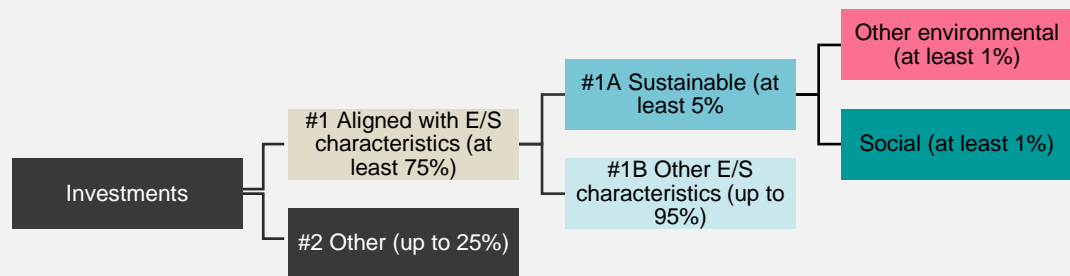 Investments
#1 Aligned with E/S
characteristics (at
least 75%)
#2 Other (up to 25%)
#1A Sustainable (at
least 5%
#1B Other E/S
characteristics (up to
95%)
Other environmental
(at least 1%)
Social (at least 1%)